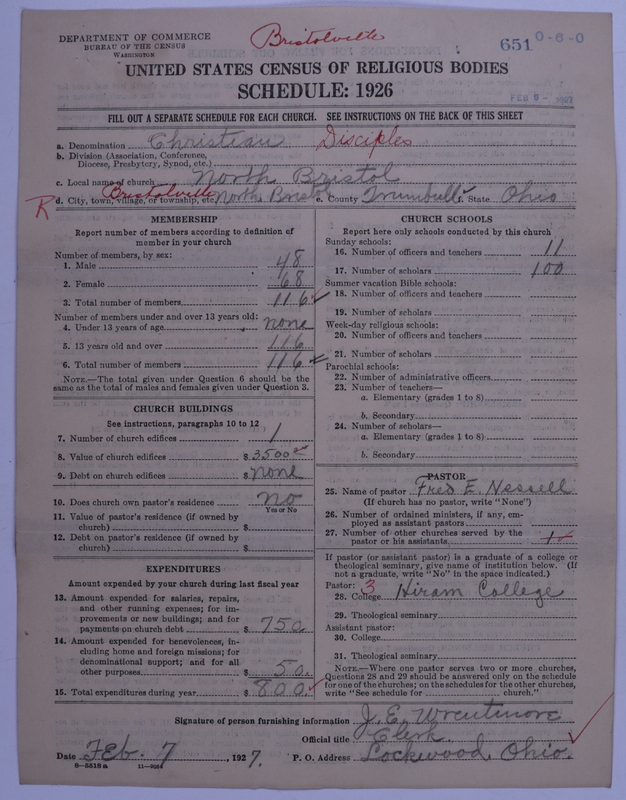 DEPARTMENT OF COMMERCE
BUREAU OF THE CENSUS
WASHINGTON
Bristolville
651 0-6-0
UNITED STATES CENSUS OF RELIGIOUS BODIES
SCHEDULE: 1926
FEB 9 - 1927
FILL OUT A SEPARATE SCHEDULE FOR EACH CHURCH. SEE INSTRUCTIONS ON THE BACK OF THIS SHEET
a. Denomination Christian Disciples
b. Division (Association, Conference, Diocese, Presbytery, Synod, etc.)
c. Local name of church North Bristol
Bristolville
R d. City, town, village, or township, etc. North Brist e. County Trumbull f. State Ohio
MEMBERSHIP
Report number of members according to definition of
member in your church
Number of members, by sex:
1. Male 48
2. Female 68
3. Total number of members 116
Number of members under and over 13 years old:
4. Under 13 years of age none
5. 13 years old and over 116
6. Total number of members 116
NOTE.—The total given under Question 6 should be the
same as the total of males and females given under Question 3.
CHURCH BUILDINGS
See instructions, paragraphs 10 to 12
7. Number of church edifices 1
8. Value of church edifices $ 3500
9. Debt on church edifices $ none
10. Does church own pastor's residence no
Yes or No
11. Value of pastor's residence (if owned by
church) $
12. Debt on pastor's residence (if owned by
church) $
EXPENDITURES
Amount expended by your church during last fiscal year
13. Amount expended for salaries, repairs,
and other running expenses; for im-
provements or new buildings; and for
payments on church debt $ 750.
14. Amount expended for benevolences, in-
cluding home and foreign missions; for
denominational support; and for all
other purposes $ 50.
15. Total expenditures during year $ 800.
CHURCH SCHOOLS
Report here only schools conducted by this church
Sunday schools:
16. Number of officers and teachers 11
17. Number of scholars 100
Summer vacation Bible schools:
18. Number of officers and teachers
19. Number of scholars
Week-day religious schools:
20. Number of officers and teachers
21. Number of scholars
Parochial schools:
22. Number of administrative officers
23. Number of teachers—
a. Elementary (grades 1 to 8)
b. Secondary
24. Number of scholars—
a. Elementary (grades 1 to 8)
b. Secondary
PASTOR
25. Name of pastor Fred E. Nessell
(If church has no pastor, write "None")
26. Number of ordained ministers, if any, em-
ployed as assistant pastors
27. Number of other churches served by the
pastor or his assistants 1
If pastor (or assistant pastor) is a graduate of a college or
theological seminary, give name of institution below. (If
not a graduate, write "No" in the space indicated.)
Pastor: 3
28. College Hiram College
29. Theological seminary
Assistant pastor:
30. College
31. Theological seminary
NOTE.—Where one pastor serves two or more churches,
Questions 28 and 29 should be answered only on the schedule
for one of the churches; on the schedules for the other churches,
write "See schedule for church."
Signature of person furnishing information J. E. Wrentmore
Official title Clerk
Date Feb. 7, 1927. P. O. Address Lockwood, Ohio.
8-5518a 11-